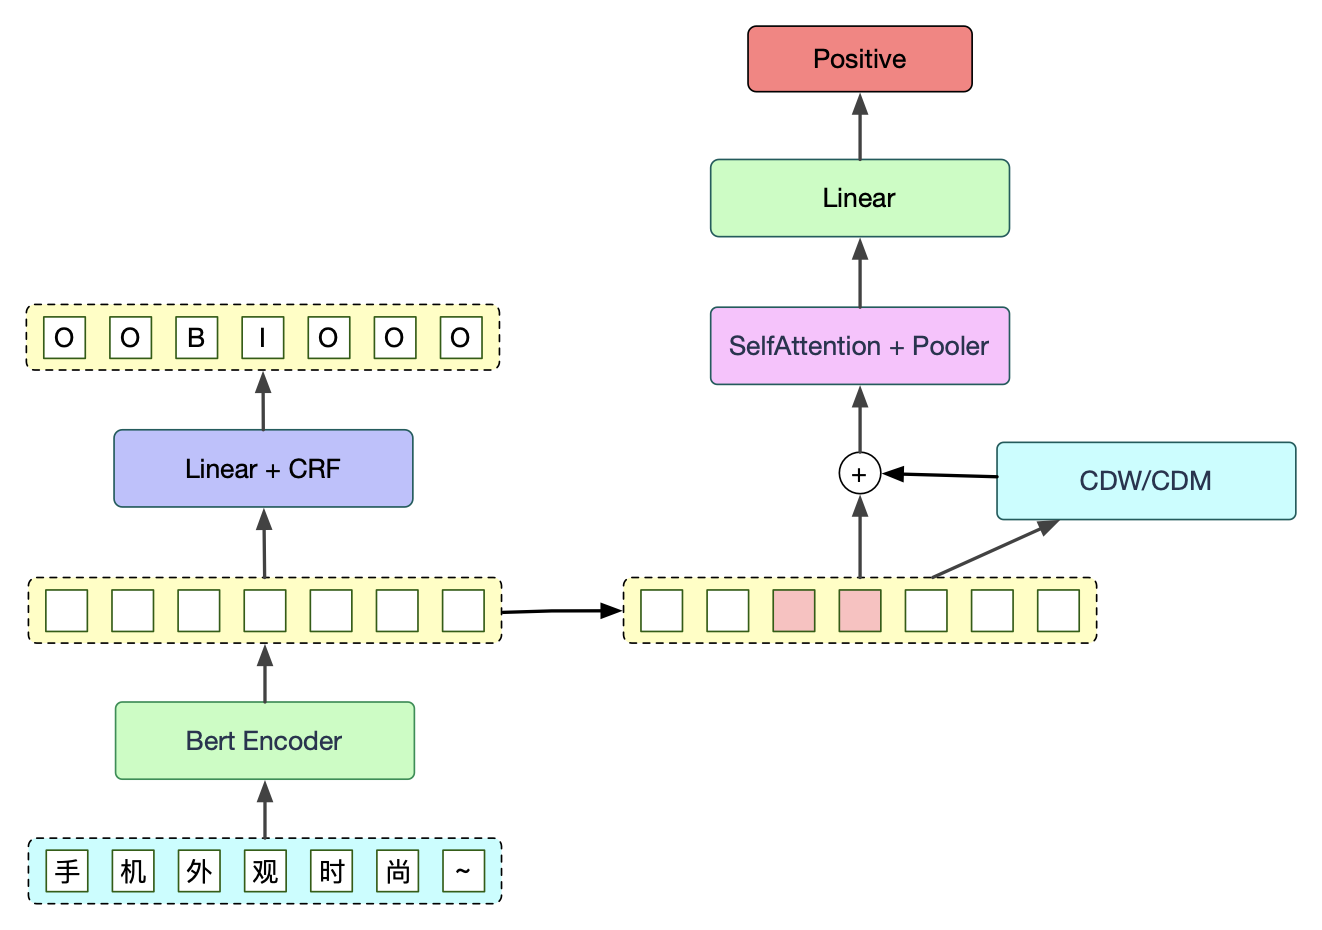 Positive
Linear
SelfAttention + Pooler
O O B I O O O
Linear + CRF
+
CDW/CDM
Bert Encoder
手 机 外 观 时 尚 ~